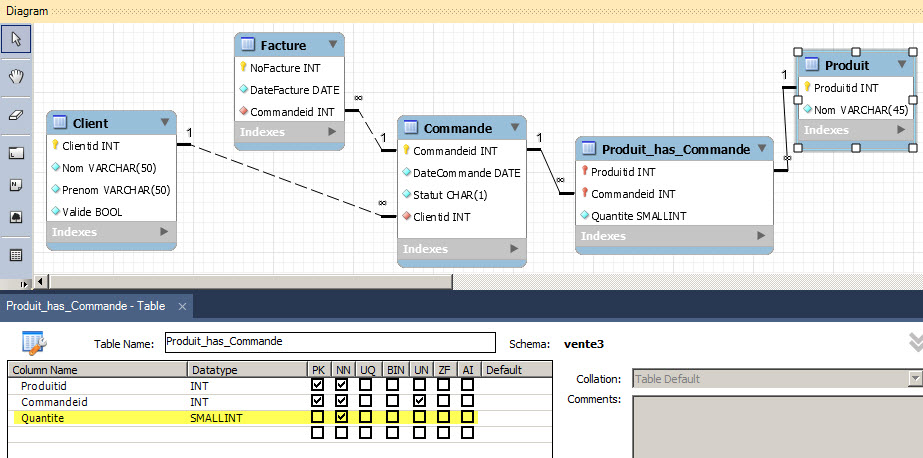 Diagram
Facture
NoFacture INT
DateFacture DATE
Commandeid INT
Indexes
Client
Clientid INT
Nom VARCHAR(50)
Prenom VARCHAR(50)
Valide BOOL
Indexes
1
∞
1
∞
Commande
Commandeid INT
DateCommande DATE
Statut CHAR(1)
Clientid INT
Indexes
1
∞
Produit_has_Commande
Produitid INT
Commandeid INT
Quantite SMALLINT
Indexes
∞
1
Produit
Produitid INT
Nom VARCHAR(45)
Indexes
Produit_has_Commande - Table ×
Table Name: Produit_has_Commande Schema: vente3
Column Name Datatype PK NN UQ BIN UN ZF AI Default
Produitid INT
Commandeid INT
Quantite SMALLINT
Collation: Table Default
Comments: